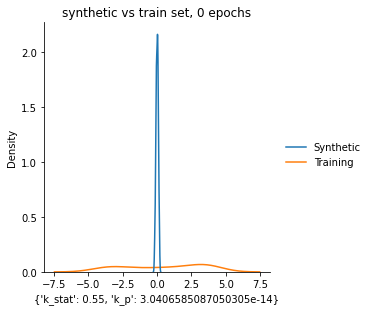 synthetic vs train set, 0 epochs
2.0
1.5
1.0
0.5
0.0
Density
Synthetic
Training
−7.5 −5.0 −2.5 0.0 2.5 5.0 7.5
{'k_stat': 0.55, 'k_p': 3.0406585087050305e-14}